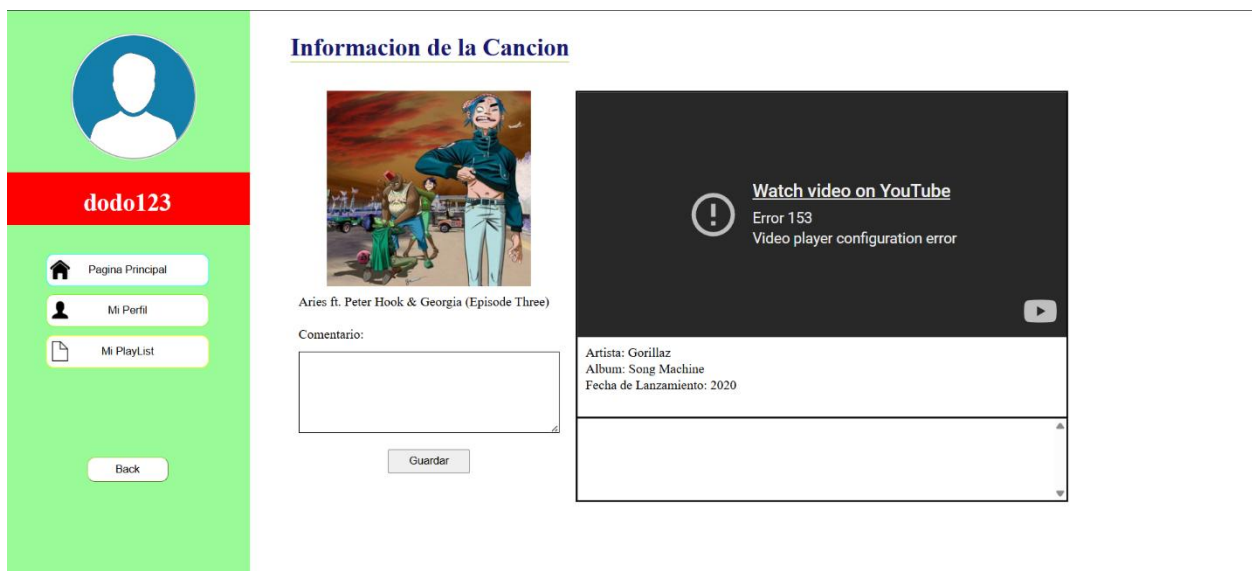 dodo123
Pagina Principal
Mi Perfil
Mi PlayList
Back
Informacion de la Cancion
Aries ft. Peter Hook & Georgia (Episode Three)
Comentario:
Guardar
Watch video on YouTube
Error 153
Video player configuration error
Artista: Gorillaz
Album: Song Machine
Fecha de Lanzamiento: 2020